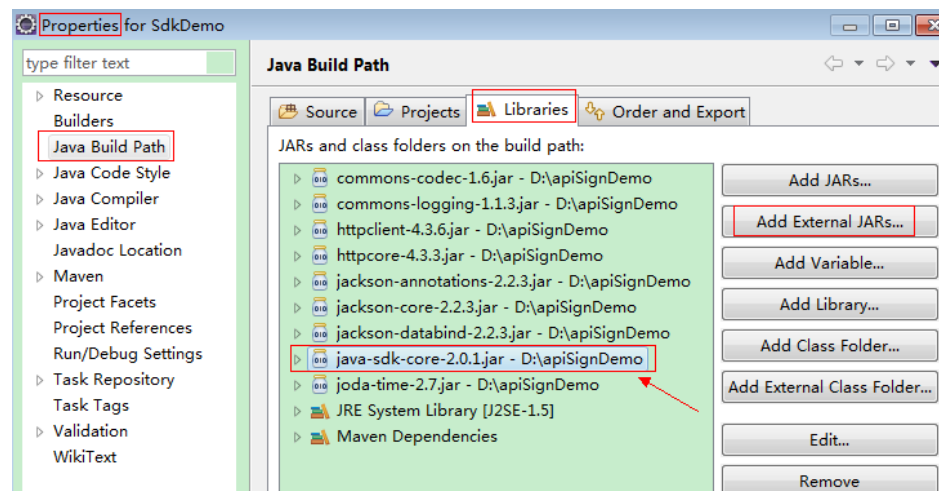 Properties for SdkDemo
type filter text
Resource
Builders
Java Build Path
Java Code Style
Java Compiler
Java Editor
Javadoc Location
Maven
Project Facets
Project References
Run/Debug Settings
Task Repository
Task Tags
Validation
WikiText
Java Build Path
Source
Projects
Libraries
Order and Export
JARs and class folders on the build path:
commons-codec-1.6.jar - D:\apiSignDemo
commons-logging-1.1.3.jar - D:\apiSignDemo
httpclient-4.3.6.jar - D:\apiSignDemo
httpcore-4.3.3.jar - D:\apiSignDemo
jackson-annotations-2.2.3.jar - D:\apiSignDemo
jackson-core-2.2.3.jar - D:\apiSignDemo
jackson-databind-2.2.3.jar - D:\apiSignDemo
java-sdk-core-2.0.1.jar - D:\apiSignDemo
joda-time-2.7.jar - D:\apiSignDemo
JRE System Library [J2SE-1.5]
Maven Dependencies
Add JARs...
Add External JARs...
Add Variable...
Add Library...
Add Class Folder...
Add External Class Folder...
Edit...
Remove